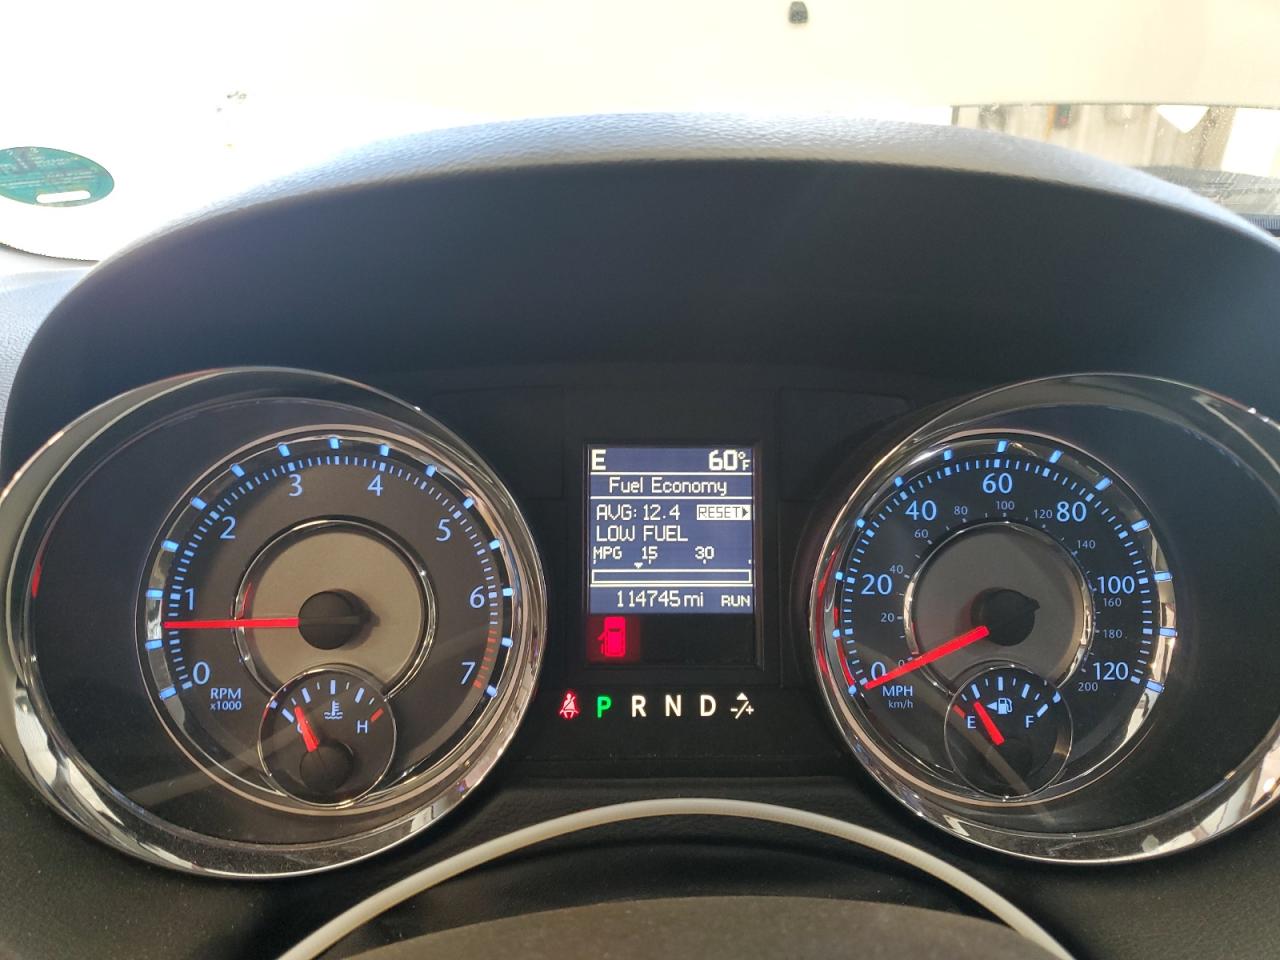 E 60°F
Fuel Economy
AVG: 12.4 RESET
LOW FUEL
MPG 15 30
114745 mi RUN
P R N D -/+
0 1 2 3 4 5 6 7
RPM
x1000
C H
0 20 40 60 80 100 120
0 20 40 60 80 100 120 140 160 180 200
MPH
km/h
E F